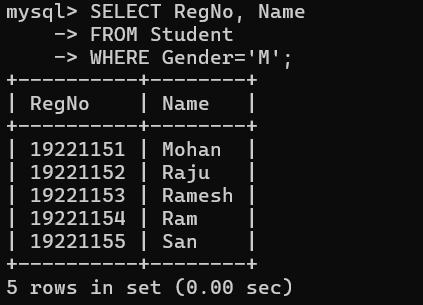 mysql> SELECT RegNo, Name
    -> FROM Student
    -> WHERE Gender='M';
+----------+--------+
| RegNo    | Name   |
+----------+--------+
| 19221151 | Mohan  |
| 19221152 | Raju   |
| 19221153 | Ramesh |
| 19221154 | Ram    |
| 19221155 | San    |
+----------+--------+
5 rows in set (0.00 sec)